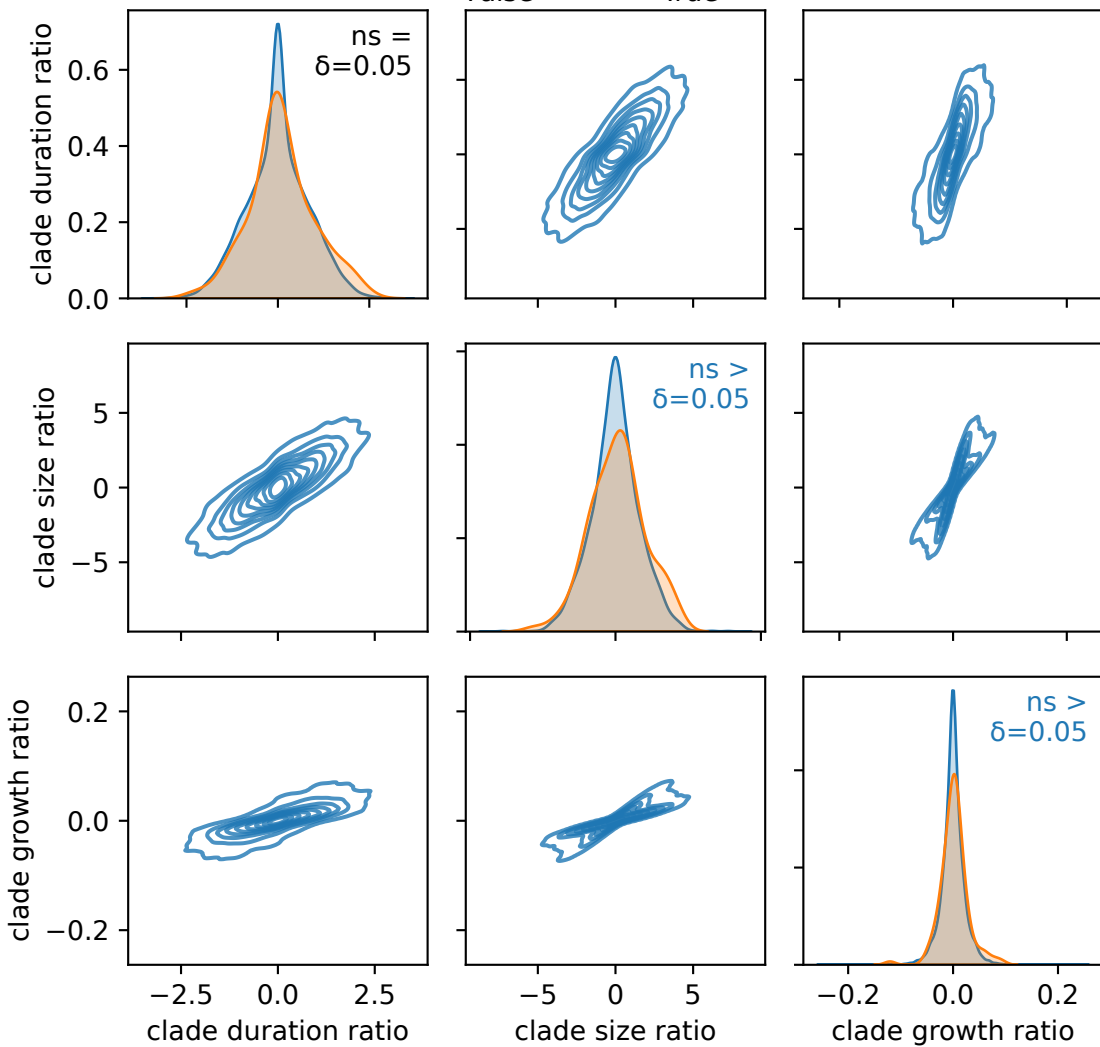 clade duration ratio
0.6
0.4
0.2
0.0
ns =
δ=0.05
clade size ratio
5
0
−5
ns >
δ=0.05
clade growth ratio
0.2
0.0
−0.2
ns >
δ=0.05
−2.5 0.0 2.5
−5 0 5
−0.2 0.0 0.2
clade duration ratio
clade size ratio
clade growth ratio